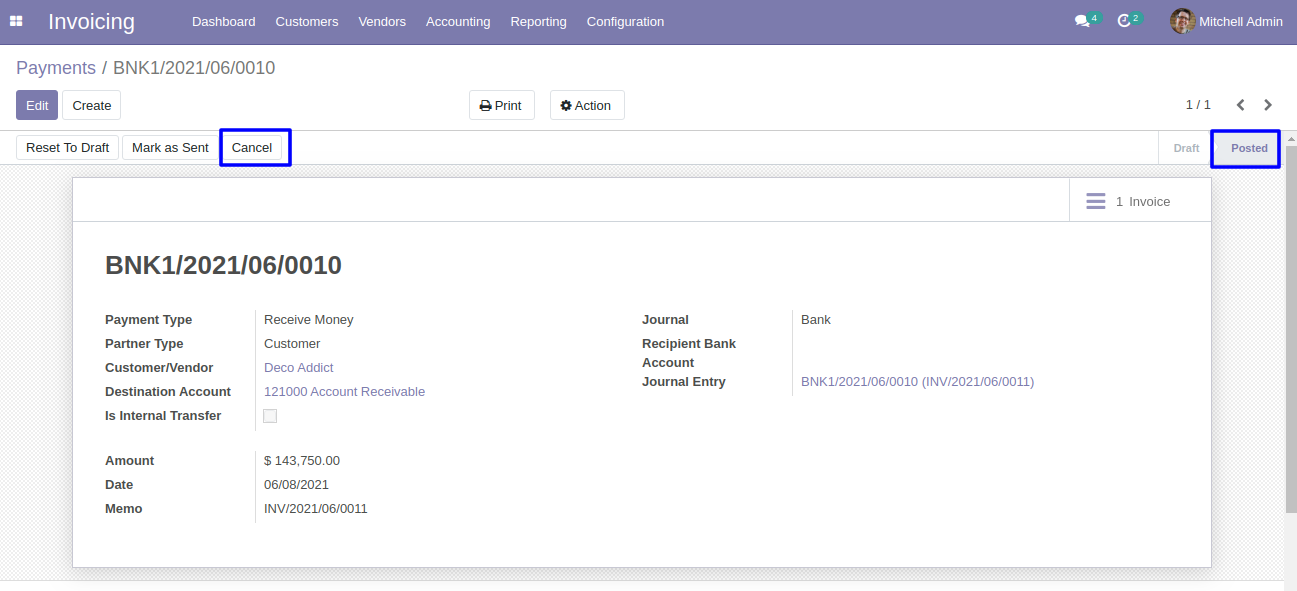 Invoicing Dashboard Customers Vendors Accounting Reporting Configuration 4 2 Mitchell Admin
Payments / BNK1/2021/06/0010
Edit Create Print Action 1 / 1
Reset To Draft Mark as Sent Cancel Draft Posted
1 Invoice
BNK1/2021/06/0010
Payment Type Receive Money
Partner Type Customer
Customer/Vendor Deco Addict
Destination Account 121000 Account Receivable
Is Internal Transfer
Journal Bank
Recipient Bank
Account
Journal Entry BNK1/2021/06/0010 (INV/2021/06/0011)
Amount $ 143,750.00
Date 06/08/2021
Memo INV/2021/06/0011